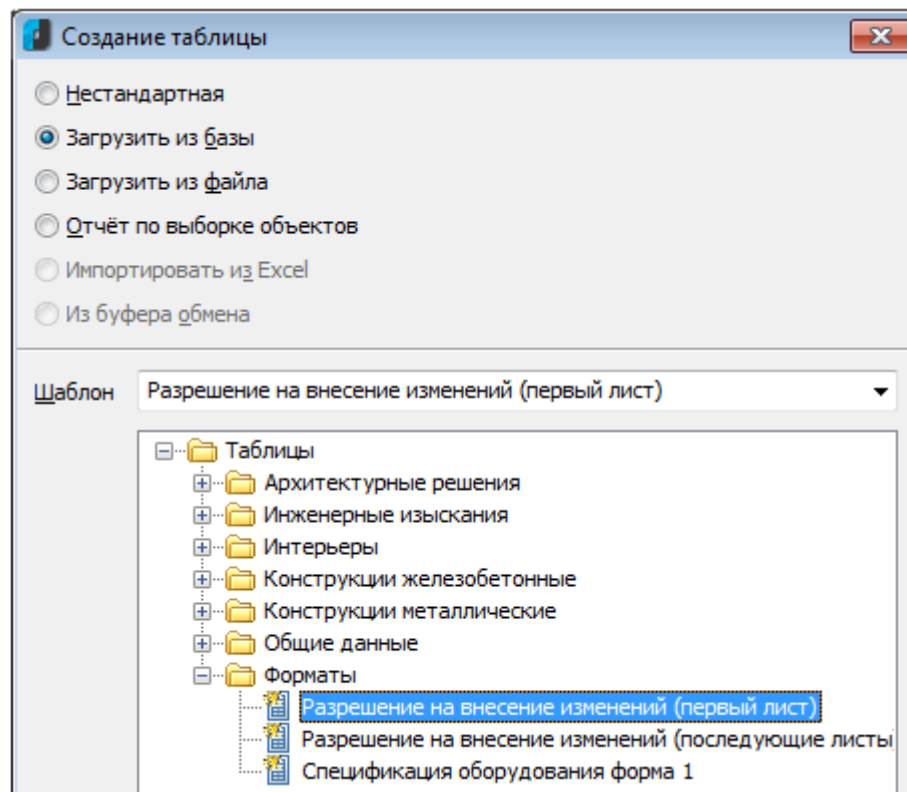 Создание таблицы
Нестандартная
Загрузить из базы
Загрузить из файла
Отчёт по выборке объектов
Импортировать из Excel
Из буфера обмена
Шаблон Разрешение на внесение изменений (первый лист)
Таблицы
Архитектурные решения
Инженерные изыскания
Интерьеры
Конструкции железобетонные
Конструкции металлические
Общие данные
Форматы
Разрешение на внесение изменений (первый лист)
Разрешение на внесение изменений (последующие листы
Спецификация оборудования форма 1